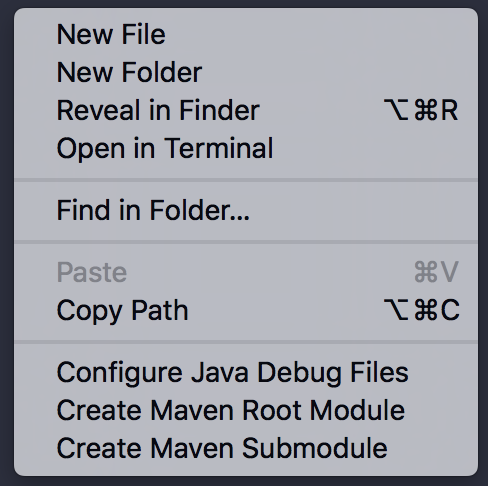 New File
New Folder
Reveal in Finder ⌥⌘R
Open in Terminal
Find in Folder...
Paste ⌘V
Copy Path ⌥⌘C
Configure Java Debug Files
Create Maven Root Module
Create Maven Submodule